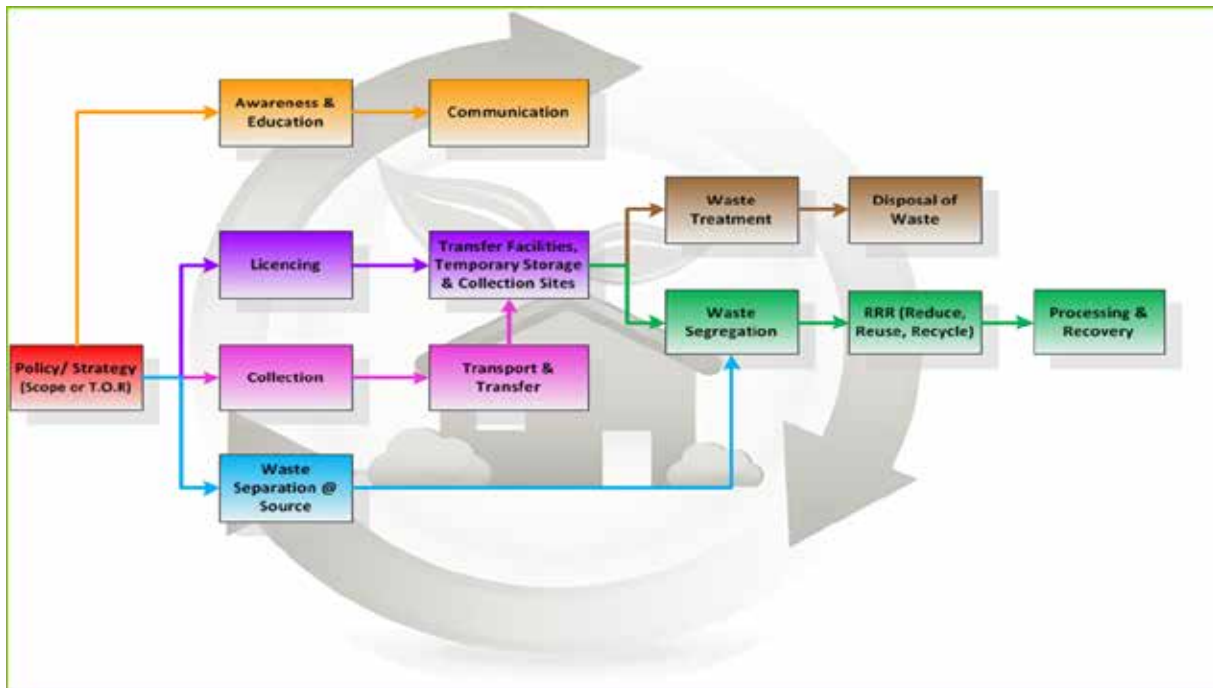 Awareness &
Education
Communication
Waste
Treatment
Disposal of
Waste
Licencing
Transfer Facilities,
Temporary Storage
& Collection Sites
Waste
Segregation
RRR (Reduce,
Reuse, Recycle)
Processing &
Recovery
Policy/ Strategy
(Scope or T.O.R)
Collection
Transport &
Transfer
Waste
Separation @
Source